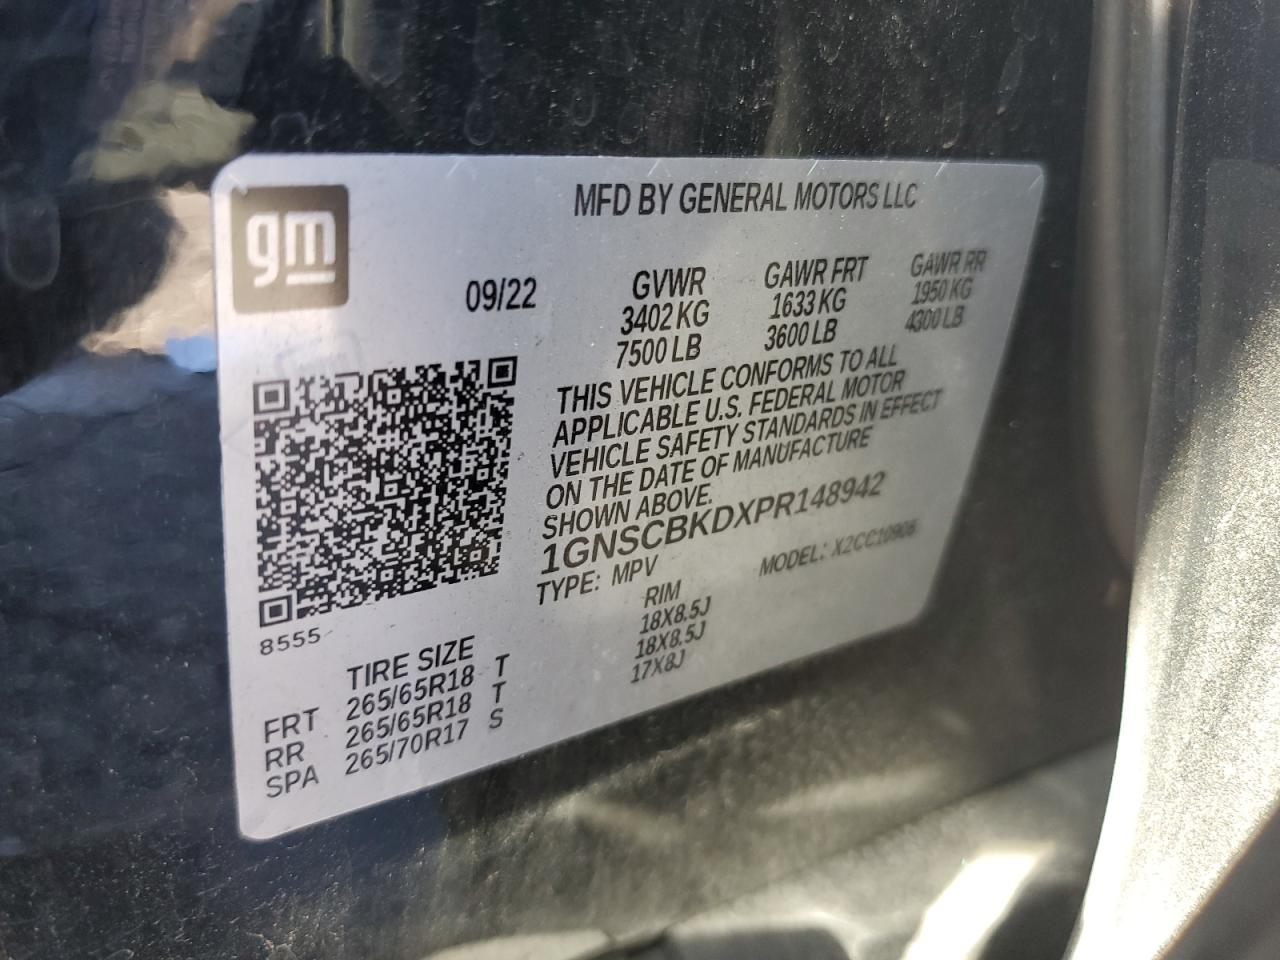 gm
MFD BY GENERAL MOTORS LLC
09/22
GVWR GAWR FRT GAWR RR
3402 KG 1633 KG 1950 KG
7500 LB 3600 LB 4300 LB
THIS VEHICLE CONFORMS TO ALL
APPLICABLE U.S. FEDERAL MOTOR
VEHICLE SAFETY STANDARDS IN EFFECT
ON THE DATE OF MANUFACTURE
SHOWN ABOVE.
1GNSCBKDXPR148942
TYPE: MPV MODEL: X2CC10906
8555
TIRE SIZE RIM
FRT 265/65R18 T 18X8.5J
RR 265/65R18 T 18X8.5J
SPA 265/70R17 S 17X8J